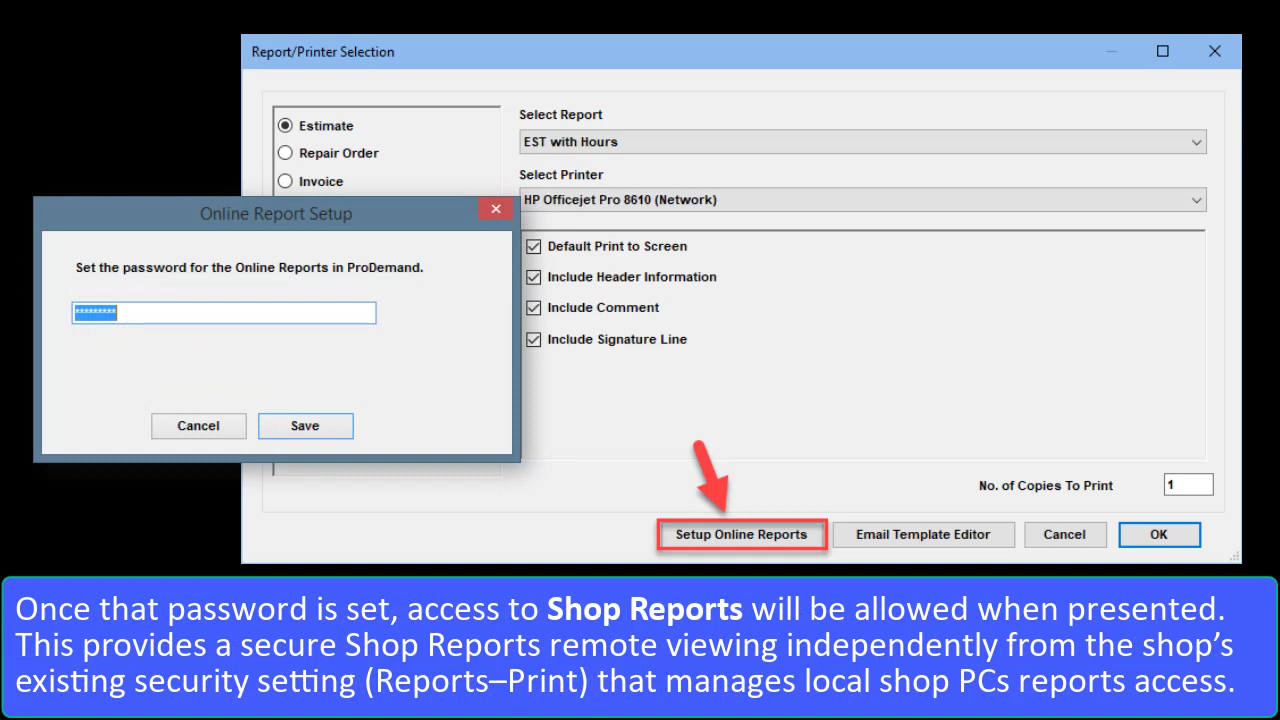 Report/Printer Selection
Estimate
Repair Order
Invoice
Select Report
EST with Hours
Select Printer
HP Officejet Pro 8610 (Network)
Default Print to Screen
Include Header Information
Include Comment
Include Signature Line
Online Report Setup
Set the password for the Online Reports in ProDemand.
*********
Cancel
Save
No. of Copies To Print
1
Setup Online Reports
Email Template Editor
Cancel
OK
Once that password is set, access to Shop Reports will be allowed when presented.
This provides a secure Shop Reports remote viewing independently from the shop’s
existing security setting (Reports–Print) that manages local shop PCs reports access.